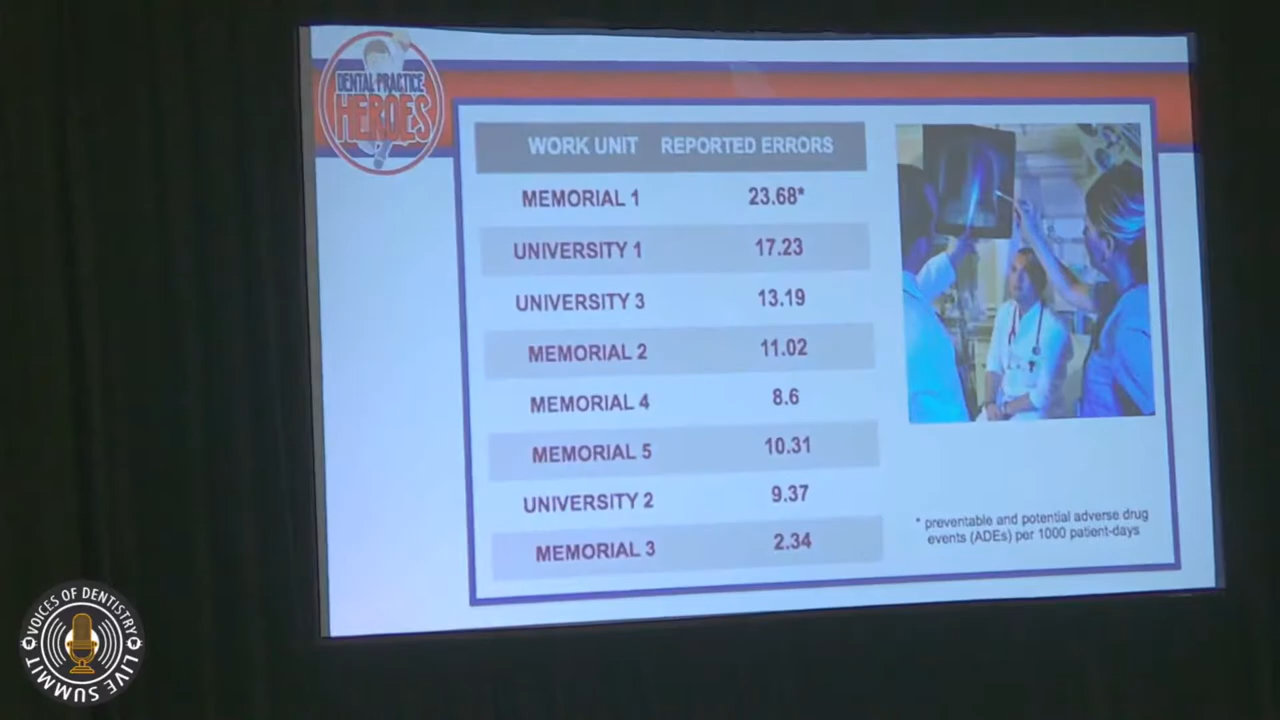 DENTAL PRACTICE
HEROES
WORK UNIT REPORTED ERRORS
MEMORIAL 1 23.68*
UNIVERSITY 1 17.23
UNIVERSITY 3 13.19
MEMORIAL 2 11.02
MEMORIAL 4 8.6
MEMORIAL 5 10.31
UNIVERSITY 2 9.37
MEMORIAL 3 2.34
* preventable and potential adverse drug
events (ADEs) per 1000 patient-days
VOICES OF DENTISTRY
LIVE SUMMIT